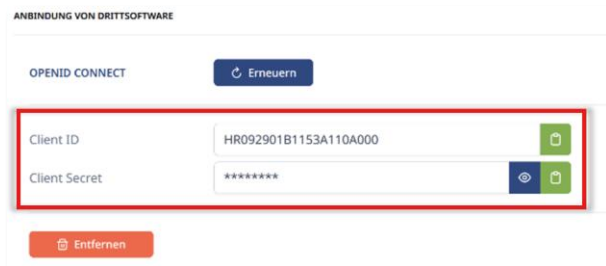 ANBINDUNG VON DRITTSOFTWARE
OPENID CONNECT Erneuern
Client ID HR092901B1153A110A000
Client Secret ********
Entfernen